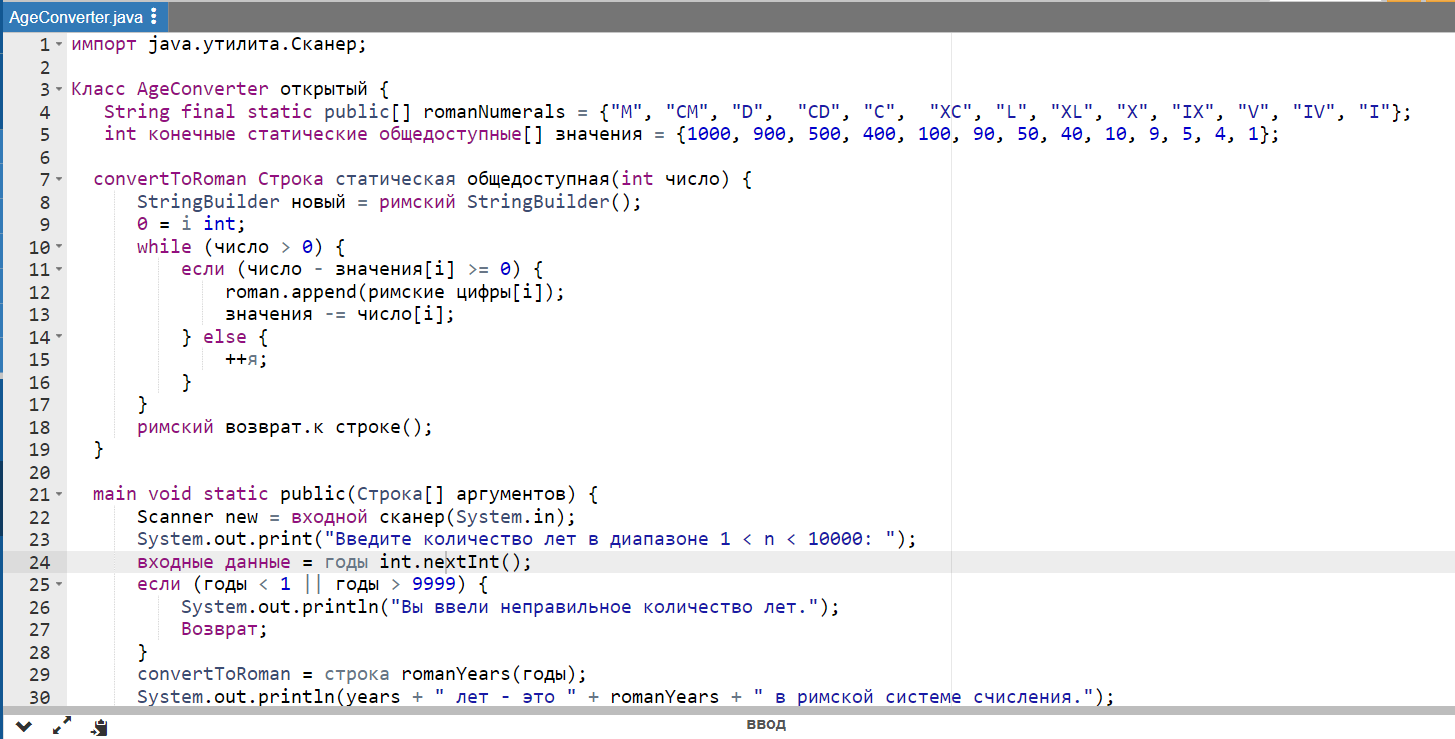 AgeConverter.java
1 импорт java.утилита.Сканер;
2
3 Класс AgeConverter открытый {
4 String final static public[] romanNumerals = {"M", "CM", "D", "CD", "C", "XC", "L", "XL", "X", "IX", "V", "IV", "I"};
5 int конечные статические общедоступные[] значения = {1000, 900, 500, 400, 100, 90, 50, 40, 10, 9, 5, 4, 1};
6
7 convertToRoman Строка статическая общедоступная(int число) {
8 StringBuilder новый = римский StringBuilder();
9 0 = i int;
10 while (число > 0) {
11 если (число - значения[i] >= 0) {
12 roman.append(римские цифры[i]);
13 значения -= число[i];
14 } else {
15 ++я;
16 }
17 }
18 римский возврат.к строке();
19 }
20
21 main void static public(Строка[] аргументов) {
22 Scanner new = входной сканер(System.in);
23 System.out.print("Введите количество лет в диапазоне 1 < n < 10000: ");
24 входные данные = годы int.nextInt();
25 если (годы < 1 || годы > 9999) {
26 System.out.println("Вы ввели неправильное количество лет.");
27 Возврат;
28 }
29 convertToRoman = строка romanYears(годы);
30 System.out.println(years + " лет - это " + romanYears + " в римской системе счисления.");
ввод